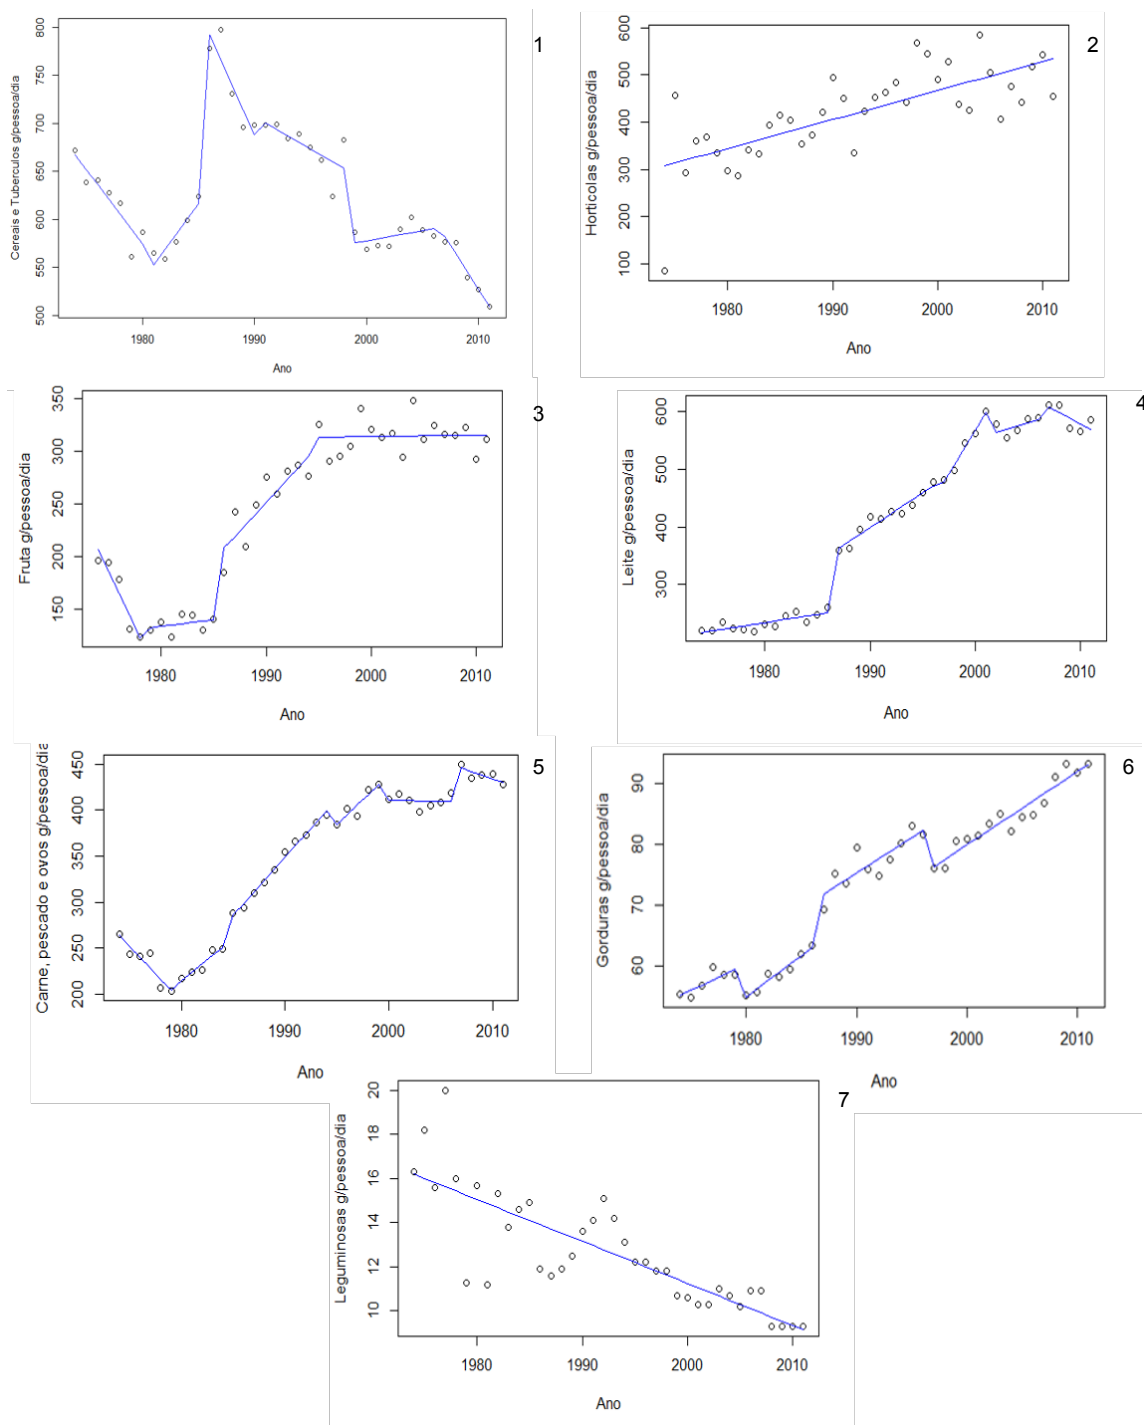 1
Cereais e Tuberculos g/pessoa/dia
800
750
700
650
600
550
500
1980 1990 2000 2010
Ano
2
Horticolas g/pessoa/dia
600
500
400
300
200
100
1980 1990 2000 2010
Ano
3
Fruta g/pessoa/dia
350
300
250
200
150
1980 1990 2000 2010
Ano
4
Leite g/pessoa/dia
600
500
400
300
1980 1990 2000 2010
Ano
5
Carne, pescado e ovos g/pessoa/dia
450
400
350
300
250
200
1980 1990 2000 2010
Ano
6
Gorduras g/pessoa/dia
90
80
70
60
1980 1990 2000 2010
Ano
7
Leguminosas g/pessoa/dia
20
18
16
14
12
10
1980 1990 2000 2010
Ano